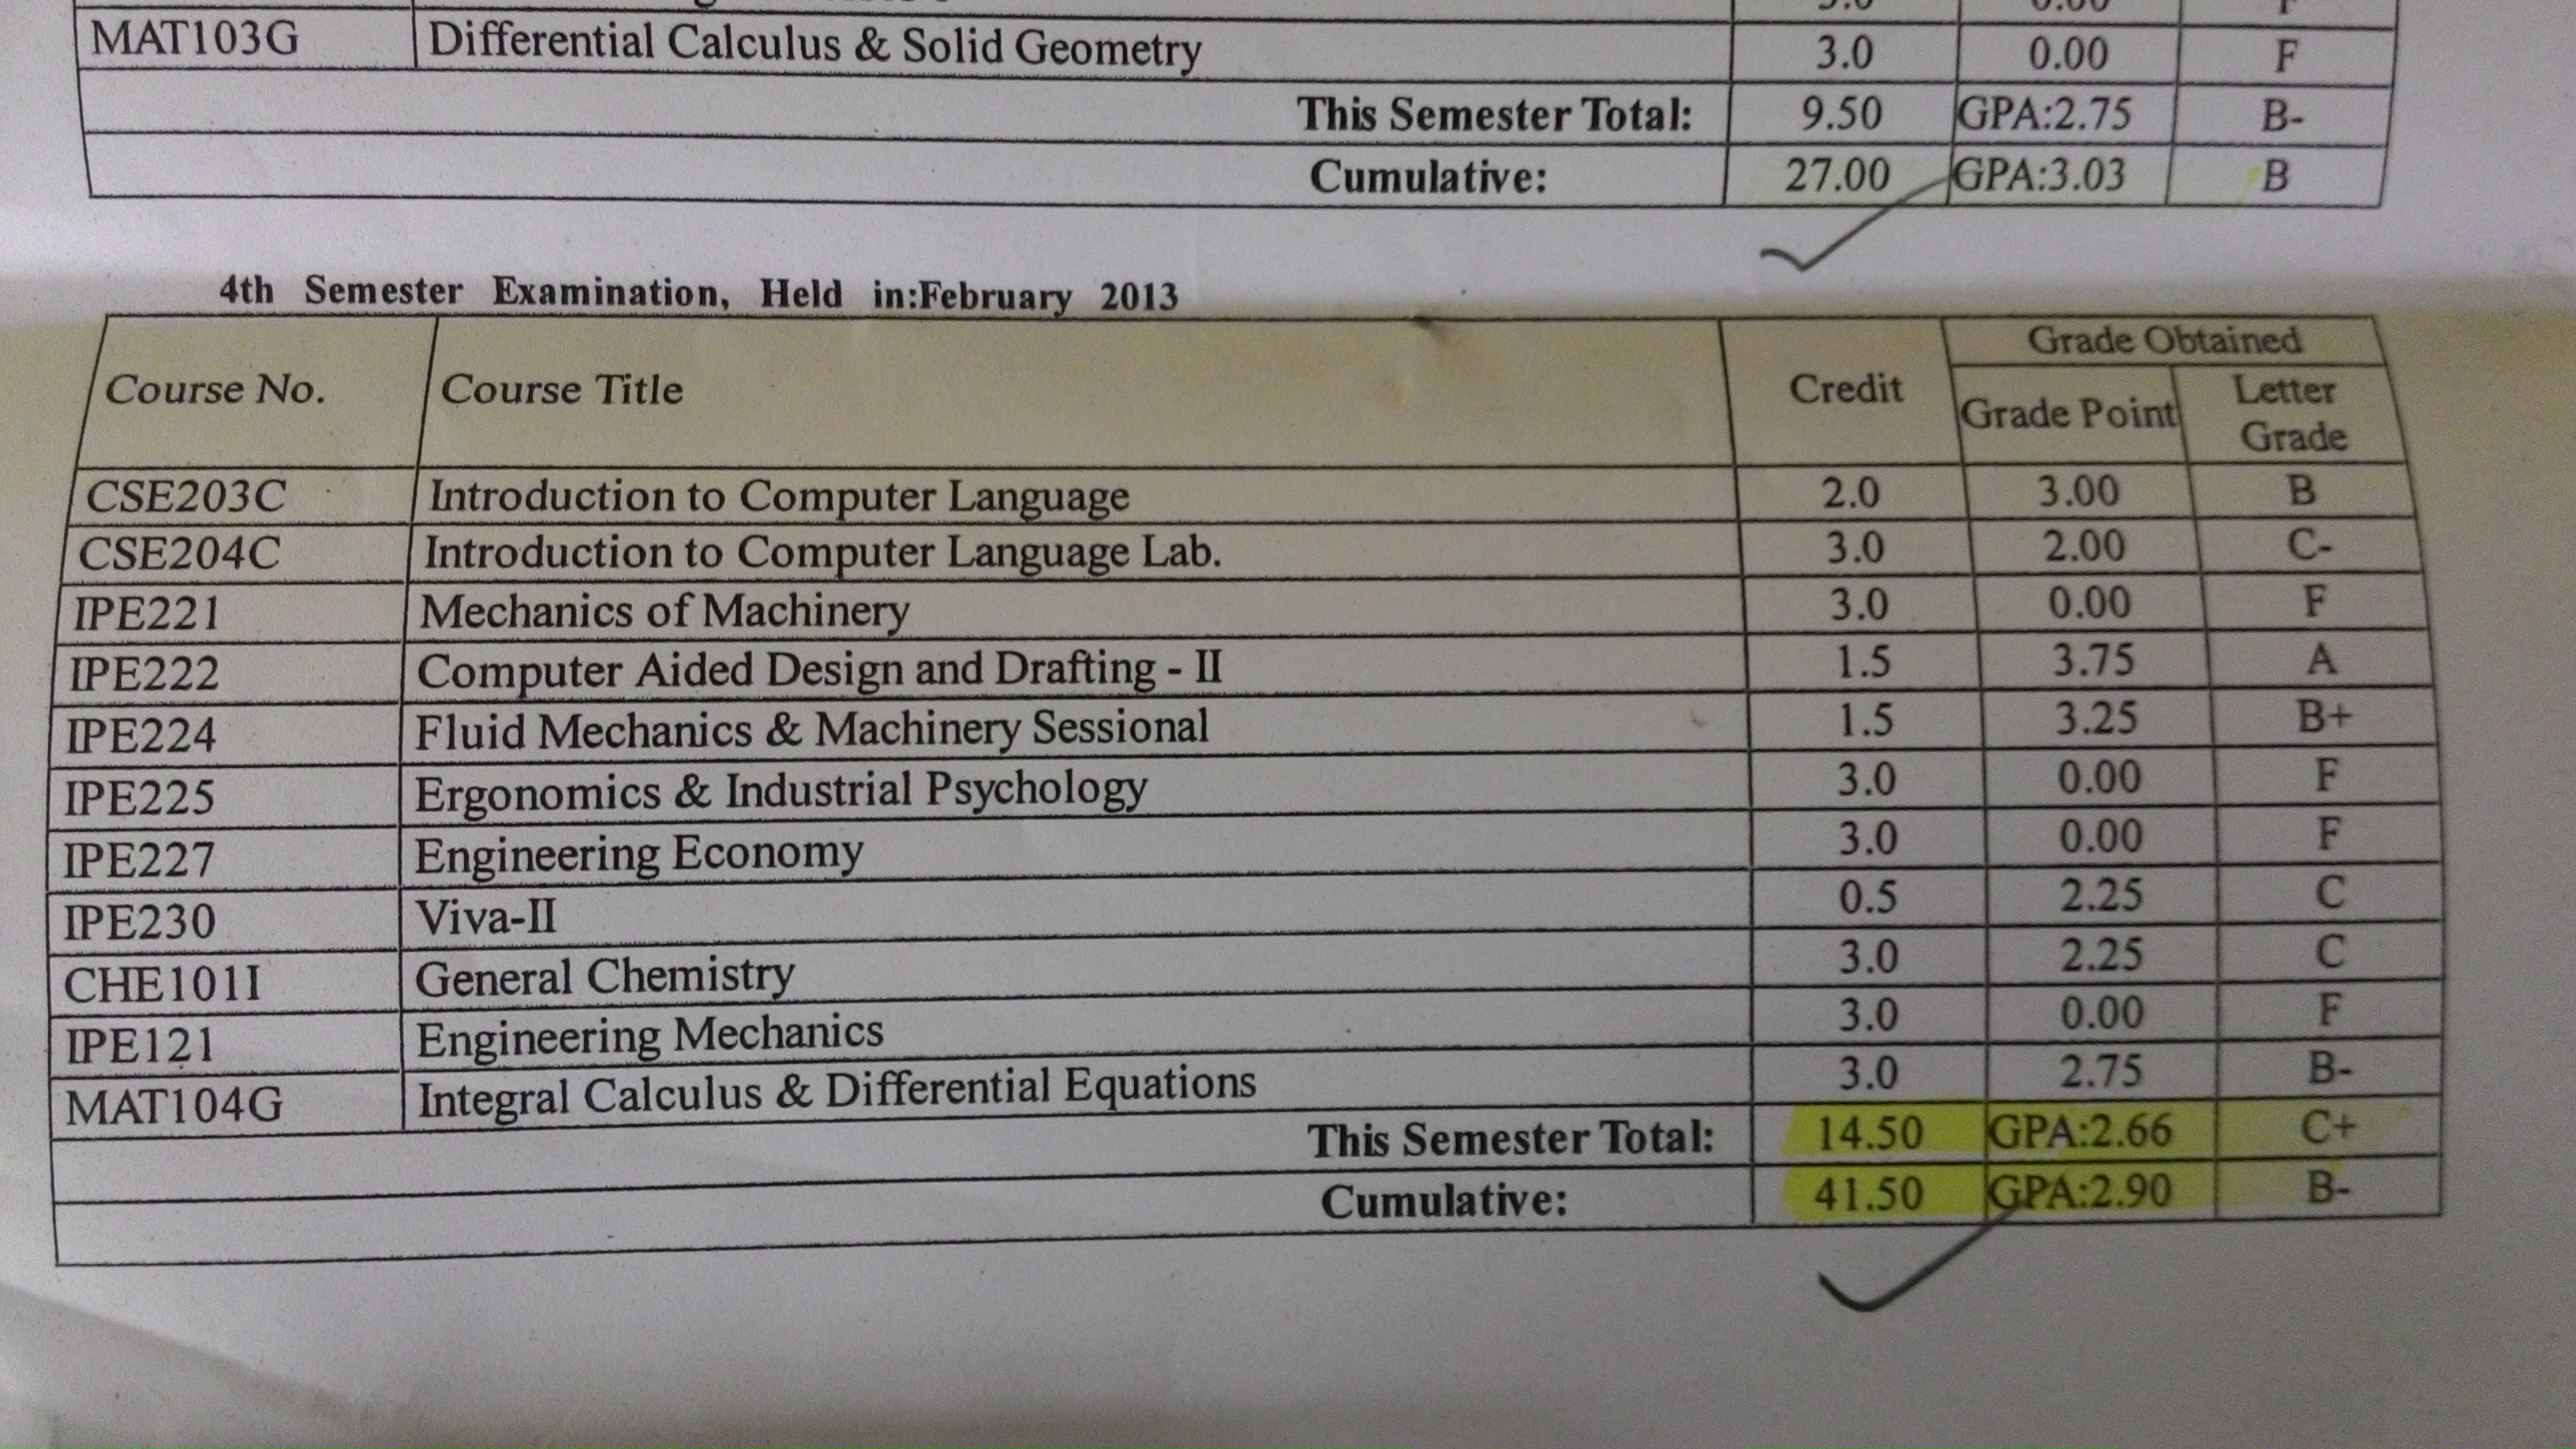 3.0 0.00 F
MAT103G Differential Calculus & Solid Geometry 3.0 0.00 F
This Semester Total: 9.50 GPA:2.75 B-
Cumulative: 27.00 GPA:3.03 B
4th Semester Examination, Held in:February 2013
Course No. Course Title Credit Grade Obtained
Grade Point Letter Grade
CSE203C Introduction to Computer Language 2.0 3.00 B
CSE204C Introduction to Computer Language Lab. 3.0 2.00 C-
IPE221 Mechanics of Machinery 3.0 0.00 F
IPE222 Computer Aided Design and Drafting - II 1.5 3.75 A
IPE224 Fluid Mechanics & Machinery Sessional 1.5 3.25 B+
IPE225 Ergonomics & Industrial Psychology 3.0 0.00 F
IPE227 Engineering Economy 3.0 0.00 F
IPE230 Viva-II 0.5 2.25 C
CHE101I General Chemistry 3.0 2.25 C
IPE121 Engineering Mechanics 3.0 0.00 F
MAT104G Integral Calculus & Differential Equations 3.0 2.75 B-
This Semester Total: 14.50 GPA:2.66 C+
Cumulative: 41.50 GPA:2.90 B-